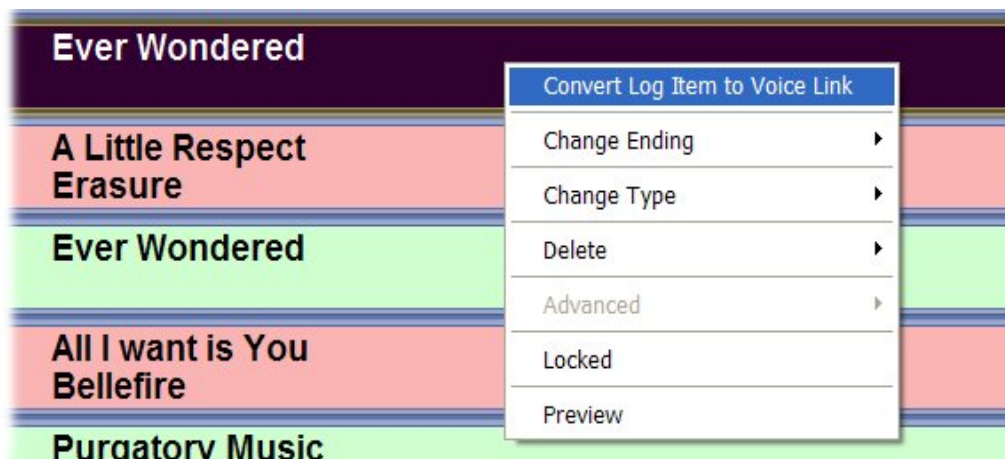 Ever Wondered
Convert Log Item to Voice Link
A Little Respect
Erasure
Change Ending
Change Type
Ever Wondered
Delete
Advanced
All I want is You
Bellefire
Locked
Preview
Purgatory Music